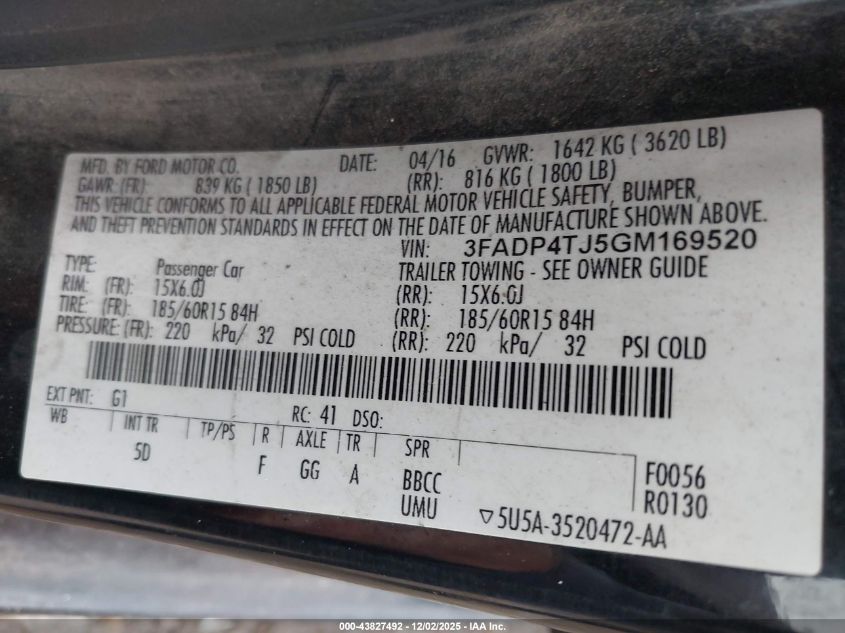 MFD. BY FORD MOTOR CO. DATE: 04/16 GVWR: 1642 KG ( 3620 LB)
GAWR: (FR): 839 KG ( 1850 LB) (RR): 816 KG ( 1800 LB)
THIS VEHICLE CONFORMS TO ALL APPLICABLE FEDERAL MOTOR VEHICLE SAFETY, BUMPER,
AND THEFT PREVENTION STANDARDS IN EFFECT ON THE DATE OF MANUFACTURE SHOWN ABOVE.
VIN: 3FADP4TJ5GM169520
TYPE: Passenger Car TRAILER TOWING - SEE OWNER GUIDE
RIM: (FR): 15X6.0J (RR): 15X6.0J
TIRE: (FR): 185/60R15 84H (RR): 185/60R15 84H
PRESSURE: (FR): 220 kPa/ 32 PSI COLD (RR): 220 kPa/ 32 PSI COLD
EXT PNT: G1 RC: 41 DSO:
WB INT TR TP/PS R AXLE TR SPR
5D F GG A BBCC F0056
UMU R0130
▽5U5A-3520472-AA
000-43827492 - 12/02/2025 - IAA Inc.